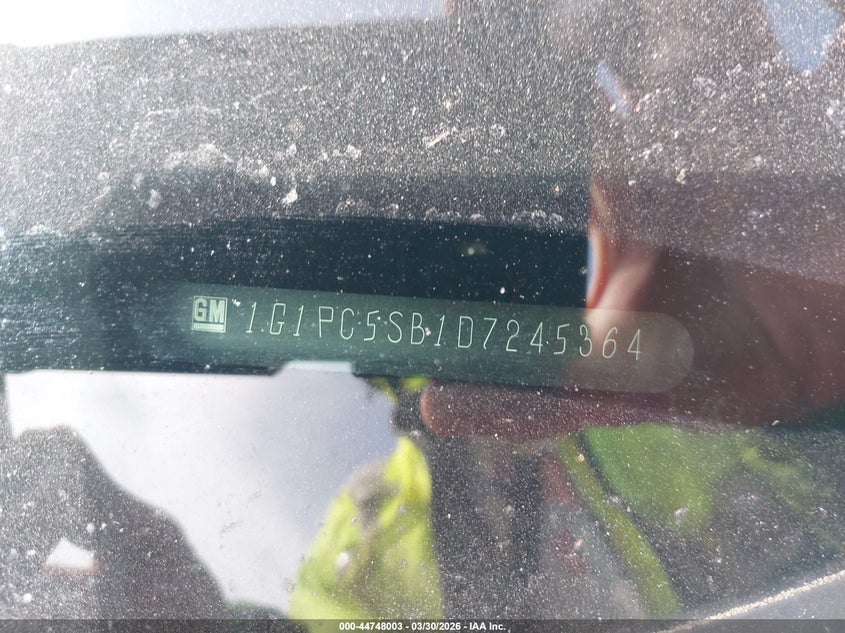 GM 1G1PC5SB1D7245364
000-44748003 — 03/30/2026 — IAA Inc.